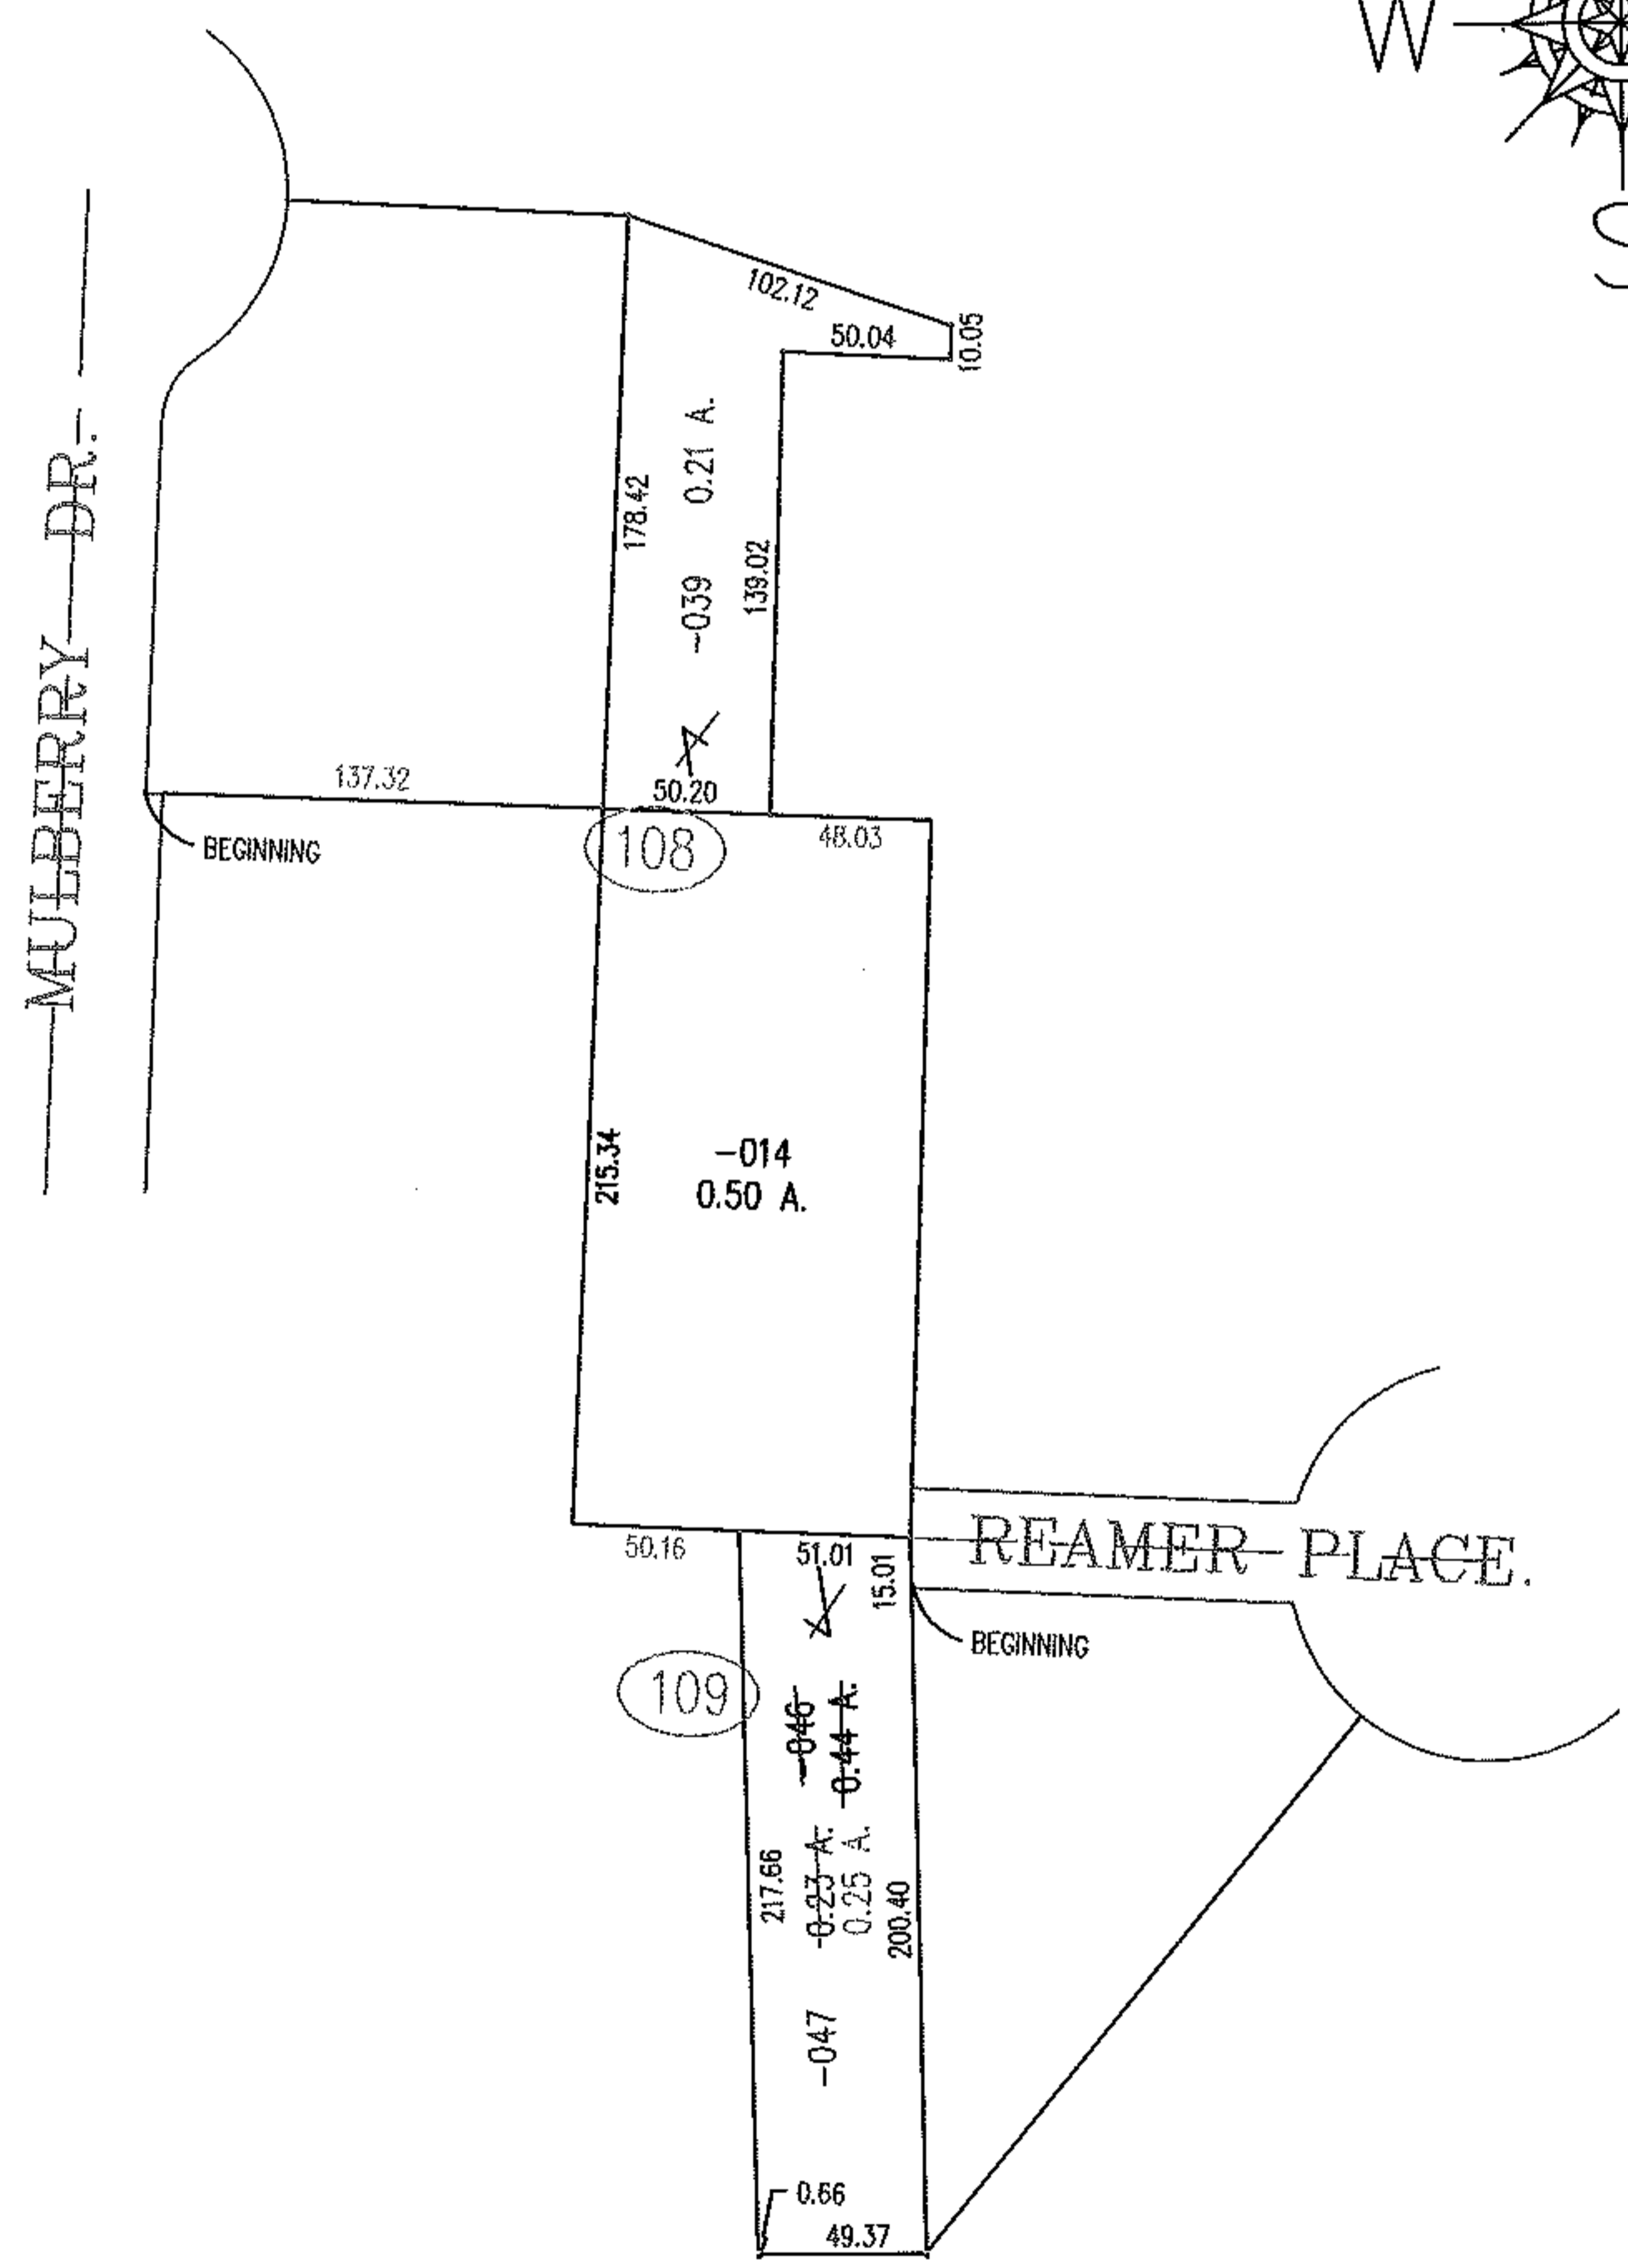 W
S
102.12
10.05
50.04
178.42
-039 0.21 A.
139.02
MULBERRY DR.
137.32
50.20
48.03
BEGINNING
108
215.34
-014
0.50 A.
50.16
51.01
15.01
REAMER PLACE.
BEGINNING
109
-046
0.44 A.
217.66
0.23 A.
0.25 A.
200.40
-047
0.66
49.37